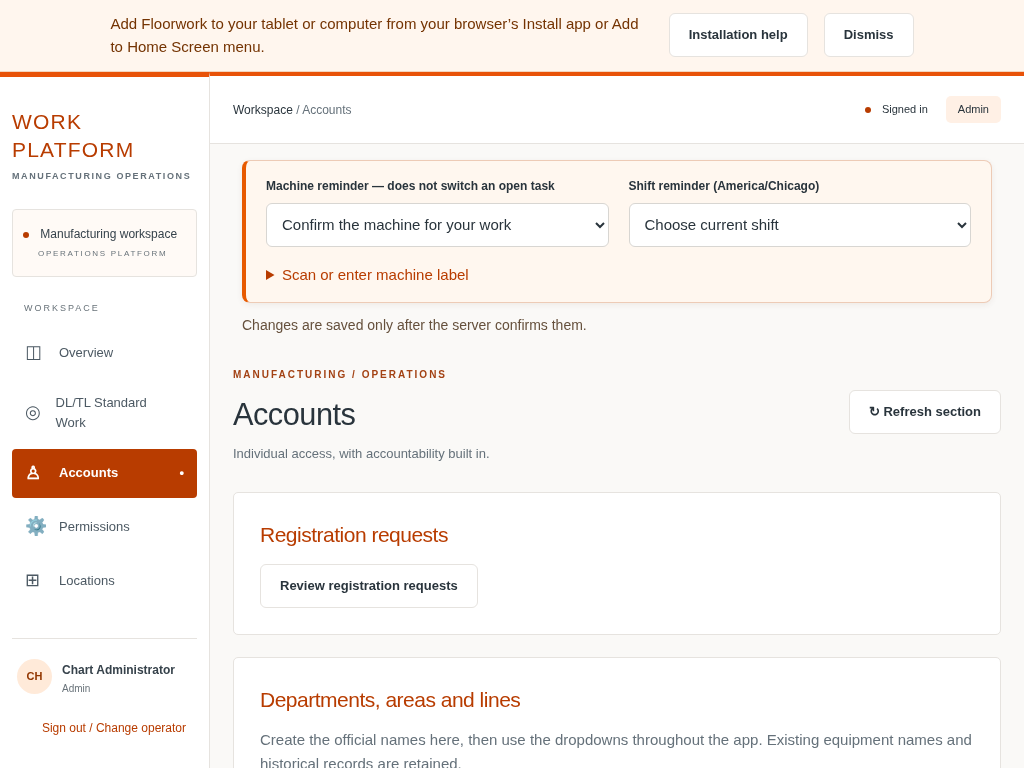 Add Floorwork to your tablet or computer from your browser’s Install app or Add
to Home Screen menu.
Installation help
Dismiss
WORK
PLATFORM
MANUFACTURING OPERATIONS
Manufacturing workspace
OPERATIONS PLATFORM
WORKSPACE
Overview
DL/TL Standard
Work
Accounts
Permissions
Locations
CH
Chart Administrator
Admin
Sign out / Change operator
Workspace / Accounts
Signed in
Admin
Machine reminder — does not switch an open task
Confirm the machine for your work
Shift reminder (America/Chicago)
Choose current shift
Scan or enter machine label
Changes are saved only after the server confirms them.
MANUFACTURING / OPERATIONS
Accounts
↻ Refresh section
Individual access, with accountability built in.
Registration requests
Review registration requests
Departments, areas and lines
Create the official names here, then use the dropdowns throughout the app. Existing equipment names and
historical records are retained.